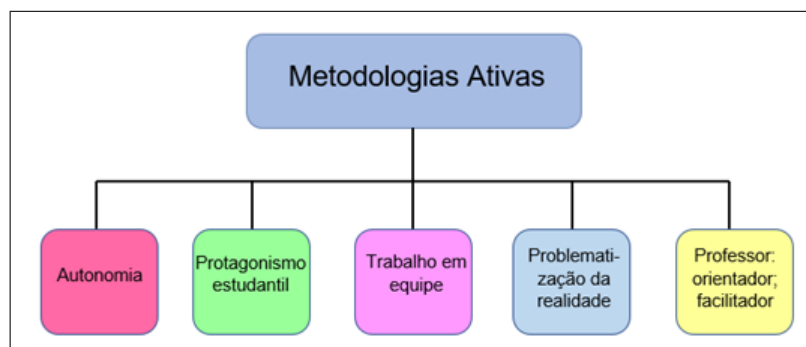 Metodologias Ativas
Autonomia
Protagonismo
estudantil
Trabalho em
equipe
Problemati-
zação da
realidade
Professor:
orientador;
facilitador